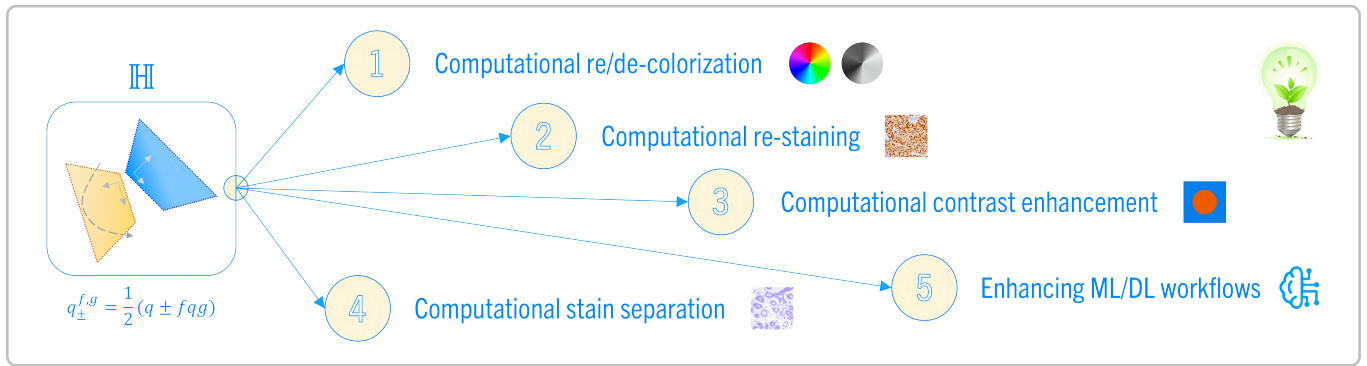 ℍ
q±^{f,g} = 1/2 (q ± fqg)
1 Computational re/de-colorization
2 Computational re-staining
3 Computational contrast enhancement
4 Computational stain separation
5 Enhancing ML/DL workflows